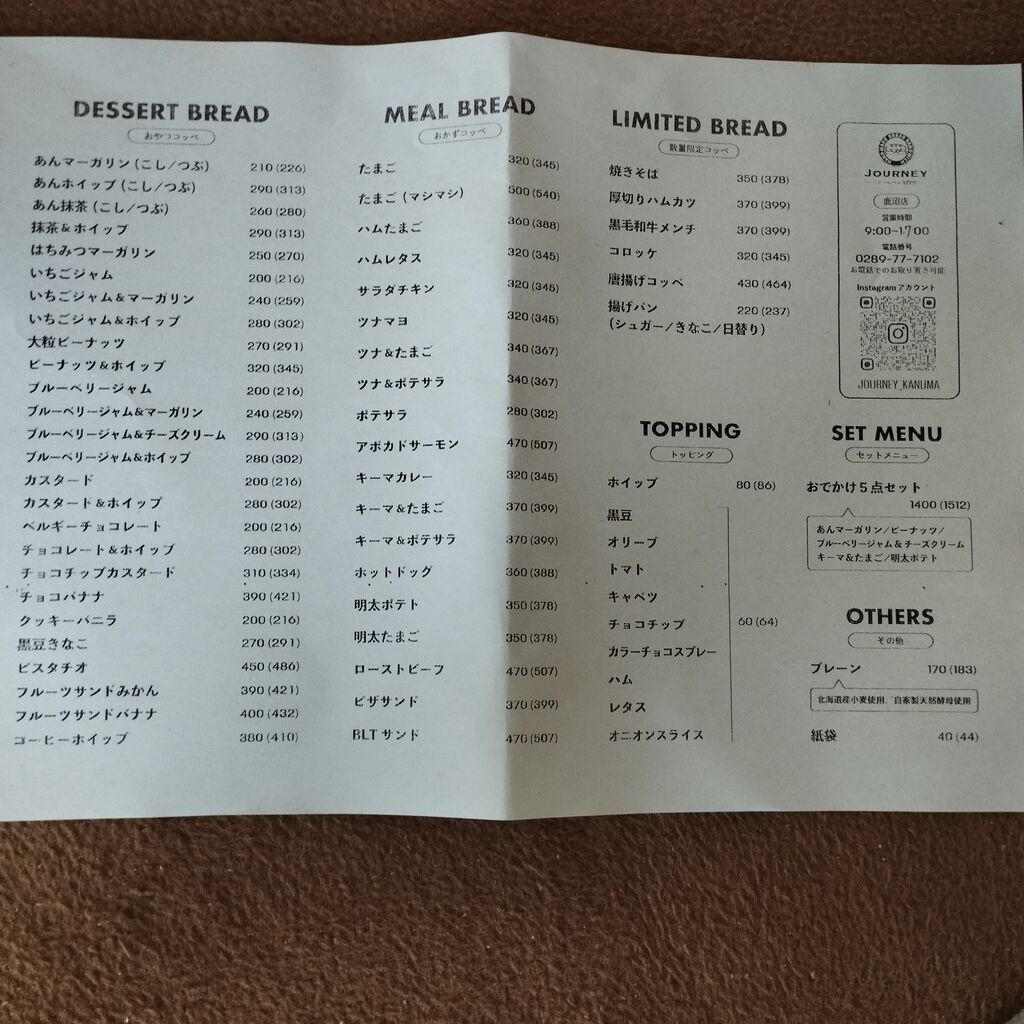 DESSERT BREAD
おやつコッペ
あんマーガリン（こし／つぶ） 210 (226)
あんホイップ（こし／つぶ） 290 (313)
あん抹茶（こし／つぶ） 260 (280)
抹茶＆ホイップ 290 (313)
はちみつマーガリン 250 (270)
いちごジャム 200 (216)
いちごジャム＆マーガリン 240 (259)
いちごジャム＆ホイップ 280 (302)
大粒ピーナッツ 270 (291)
ピーナッツ＆ホイップ 320 (345)
ブルーベリージャム 200 (216)
ブルーベリージャム＆マーガリン 240 (259)
ブルーベリージャム＆チーズクリーム 290 (313)
ブルーベリージャム＆ホイップ 280 (302)
カスタード 200 (216)
カスタード＆ホイップ 280 (302)
ベルギーチョコレート 200 (216)
チョコレート＆ホイップ 280 (302)
チョコチップカスタード 310 (334)
チョコバナナ 390 (421)
クッキーバニラ 200 (216)
黒豆きなこ 270 (291)
ピスタチオ 450 (486)
フルーツサンドみかん 390 (421)
フルーツサンドバナナ 400 (432)
コーヒーホイップ 380 (410)
MEAL BREAD
おかずコッペ
たまご 320 (345)
たまご（マシマシ） 500 (540)
ハムたまご 360 (388)
ハムレタス 320 (345)
サラダチキン 320 (345)
ツナマヨ 320 (345)
ツナ＆たまご 340 (367)
ツナ＆ポテサラ 340 (367)
ポテサラ 280 (302)
アボカドサーモン 470 (507)
キーマカレー 320 (345)
キーマ＆たまご 370 (399)
キーマ＆ポテサラ 370 (399)
ホットドッグ 360 (388)
明太ポテト 350 (378)
明太たまご 350 (378)
ローストビーフ 470 (507)
ピザサンド 370 (399)
BLTサンド 470 (507)
LIMITED BREAD
数量限定コッペ
焼きそば 350 (378)
厚切りハムカツ 370 (399)
黒毛和牛メンチ 370 (399)
コロッケ 320 (345)
唐揚げコッペ 430 (464)
揚げパン 220 (237)
（シュガー／きなこ／日替り）
TOPPING
トッピング
ホイップ 80 (86)
黒豆
オリーブ
トマト
キャベツ
チョコチップ 60 (64)
カラーチョコスプレー
ハム
レタス
オニオンスライス
JOURNEY
鹿沼店
営業時間
9:00~17:00
電話番号
0289-77-7102
お電話でのお取り置き可能
Instagramアカウント
JOURNEY_KANUMA
SET MENU
セットメニュー
おでかけ5点セット
1400 (1512)
あんマーガリン／ピーナッツ／
ブルーベリージャム＆チーズクリーム
キーマ＆たまご／明太ポテト
OTHERS
その他
プレーン 170 (183)
北海道産小麦使用、自家製天然酵母使用
紙袋 40 (44)